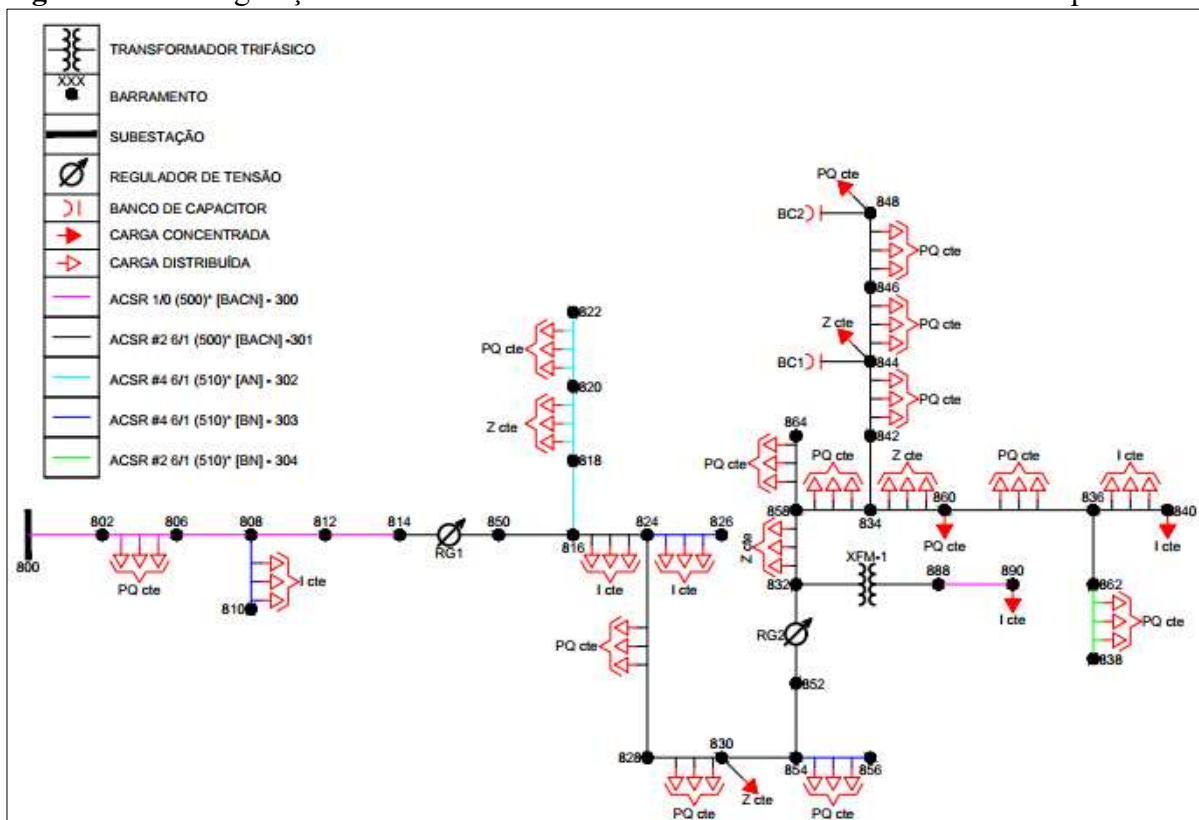 TRANSFORMADOR TRIFÁSICO
XXX
BARRAMENTO
SUBESTAÇÃO
REGULADOR DE TENSÃO
BANCO DE CAPACITOR
CARGA CONCENTRADA
CARGA DISTRIBUÍDA
ACSR 1/0 (500)* [BACN] - 300
ACSR #2 6/1 (500)* [BACN] -301
ACSR #4 6/1 (510)* [AN] - 302
ACSR #4 6/1 (510)* [BN] - 303
ACSR #2 6/1 (510)* [BN] - 304
PQ cte
848
BC2
PQ cte
822
846
PQ cte
Z cte
PQ cte
820
BC1
844
PQ cte
Z cte
864
842
818
PQ cte
PQ cte
Z cte
PQ cte
I cte
802
806
808
812
814
850
816
824
826
858
834
860
836
840
800
RG1
PQ cte
I cte
I cte
I cte
Z cte
PQ cte
I cte
XFM-1
810
832
888
890
862
I cte
PQ cte
RG2
PQ cte
838
852
828
830
854
856
PQ cte
Z cte
PQ cte